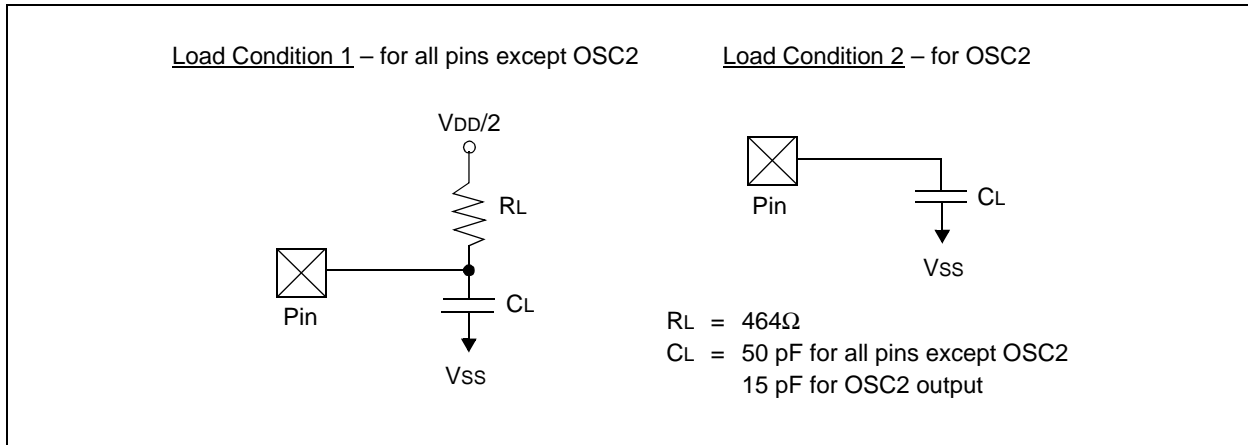 Load Condition 1 – for all pins except OSC2
VDD/2
RL
Pin
CL
VSS
Load Condition 2 – for OSC2
Pin
CL
VSS
RL = 464Ω
CL = 50 pF for all pins except OSC2
15 pF for OSC2 output